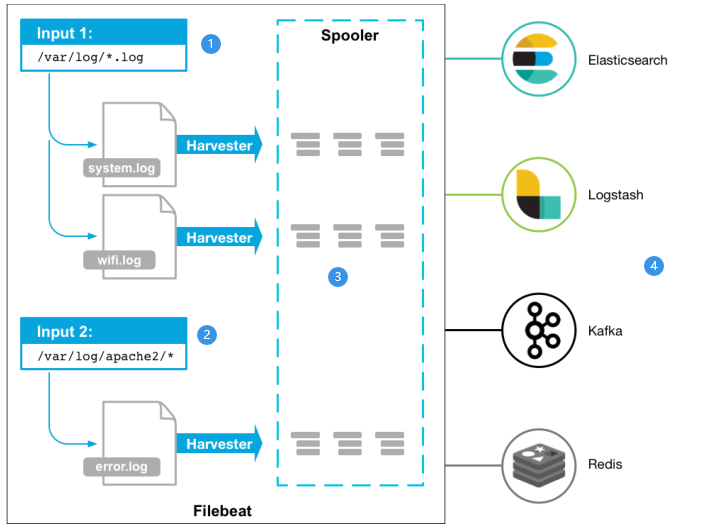 Input 1:
1
/var/log/*.log
Spooler
Elasticsearch
system.log
Harvester
Logstash
wifi.log
Harvester
3
4
Input 2:
2
/var/log/apache2/*
Kafka
error.log
Harvester
Redis
Filebeat